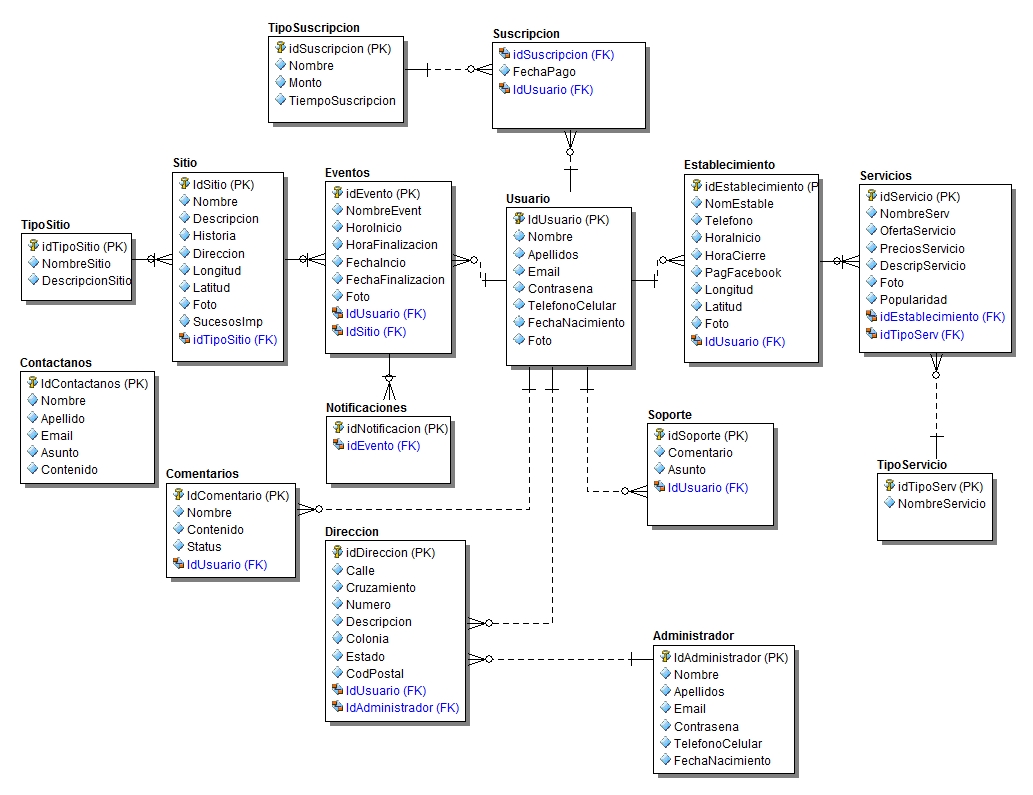 TipoSuscripcion
idSuscripcion (PK)
Nombre
Monto
TiempoSuscripcion
Suscripcion
idSuscripcion (FK)
FechaPago
IdUsuario (FK)
Sitio
IdSitio (PK)
Nombre
Descripcion
Historia
Direccion
Longitud
Latitud
Foto
SucesosImp
idTipoSitio (FK)
Eventos
idEvento (PK)
NombreEvent
HoroInicio
HoraFinalizacion
FechaIncio
FechaFinalizacion
Foto
IdUsuario (FK)
IdSitio (FK)
Usuario
IdUsuario (PK)
Nombre
Apellidos
Email
Contrasena
TelefonoCelular
FechaNacimiento
Foto
Establecimiento
idEstablecimiento (P
NomEstable
Telefono
HoraInicio
HoraCierre
PagFacebook
Longitud
Latitud
Foto
IdUsuario (FK)
Servicios
idServicio (PK)
NombreServ
OfertaServicio
PreciosServicio
DescripServicio
Foto
Popularidad
idEstablecimiento (FK)
idTipoServ (FK)
TipoSitio
idTipoSitio (PK)
NombreSitio
DescripcionSitio
Contactanos
IdContactanos (PK)
Nombre
Apellido
Email
Asunto
Contenido
Notificaciones
idNotificacion (PK)
idEvento (FK)
Soporte
idSoporte (PK)
Comentario
Asunto
IdUsuario (FK)
TipoServicio
idTipoServ (PK)
NombreServicio
Comentarios
IdComentario (PK)
Nombre
Contenido
Status
IdUsuario (FK)
Direccion
idDireccion (PK)
Calle
Cruzamiento
Numero
Descripcion
Colonia
Estado
CodPostal
IdUsuario (FK)
IdAdministrador (FK)
Administrador
IdAdministrador (PK)
Nombre
Apellidos
Email
Contrasena
TelefonoCelular
FechaNacimiento